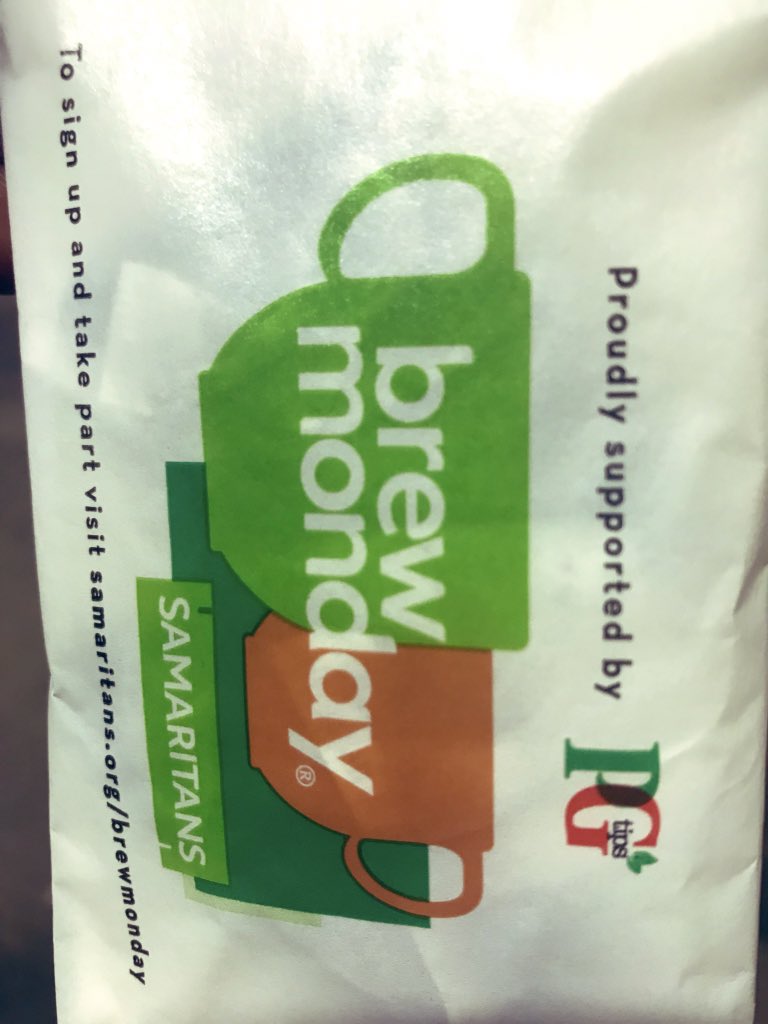 Proudly supported by PG tips
brew
monday®
SAMARITANS
To sign up and take part visit samaritans.org/brewmonday